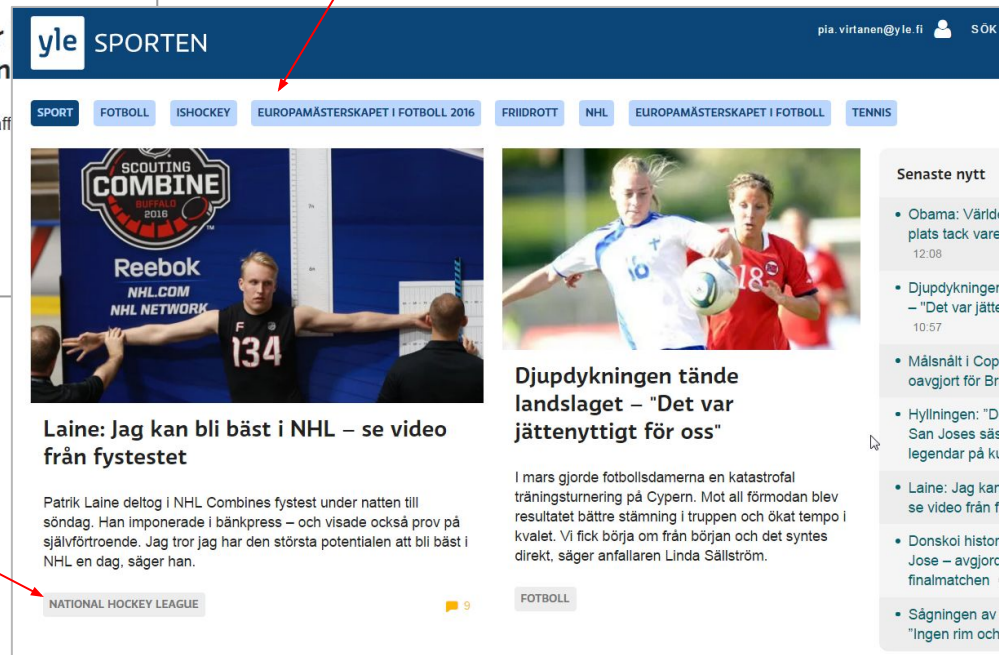 yle SPORTEN
pia.virtanen@yle.fi SÖK
SPORT FOTBOLL ISHOCKEY EUROPAMÄSTERSKAPET I FOTBOLL 2016 FRIIDROTT NHL EUROPAMÄSTERSKAPET I FOTBOLL TENNIS
SCOUTING
COMBINE
BUFFALO
2016
Reebok
NHL.COM
NHL NETWORK
F
134
16
18
Laine: Jag kan bli bäst i NHL – se video
från fystestet
Patrik Laine deltog i NHL Combines fystest under natten till
söndag. Han imponerade i bänkpress – och visade också prov på
självförtroende. Jag tror jag har den största potentialen att bli bäst i
NHL en dag, säger han.
NATIONAL HOCKEY LEAGUE 9
Djupdykningen tände
landslaget – "Det var
jättenyttigt för oss"
I mars gjorde fotbollsdamerna en katastrofal
träningsturnering på Cypern. Mot all förmodan blev
resultatet bättre stämning i truppen och ökat tempo i
kvalet. Vi fick börja om från början och det syntes
direkt, säger anfallaren Linda Sällström.
FOTBOLL
Senaste nytt
• Obama: Världe
plats tack vare
12:08
• Djupdykningen
– "Det var jätte
10:57
• Målsnålt i Cop
oavgjort för Br
• Hyllningen: "D
San Joses säs
legendar på ku
• Laine: Jag kan
se video från f
• Donskoi histor
Jose – avgjord
finalmatchen
• Sågningen av
"Ingen rim och